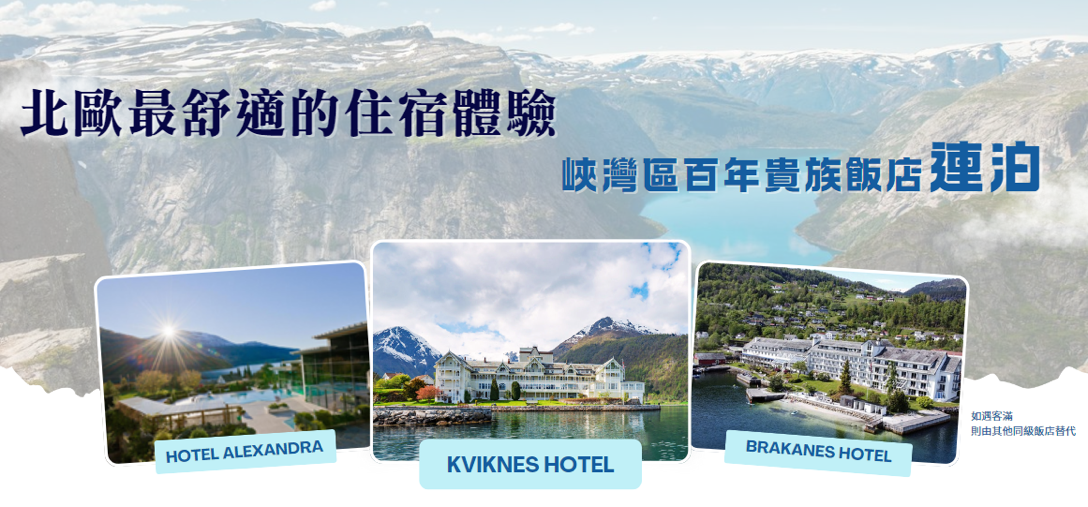 北歐最舒適的住宿體驗
峽灣區百年貴族飯店連泊
HOTEL ALEXANDRA
KVIKNES HOTEL
BRAKANES HOTEL
如遇客滿
則由其他同級飯店替代